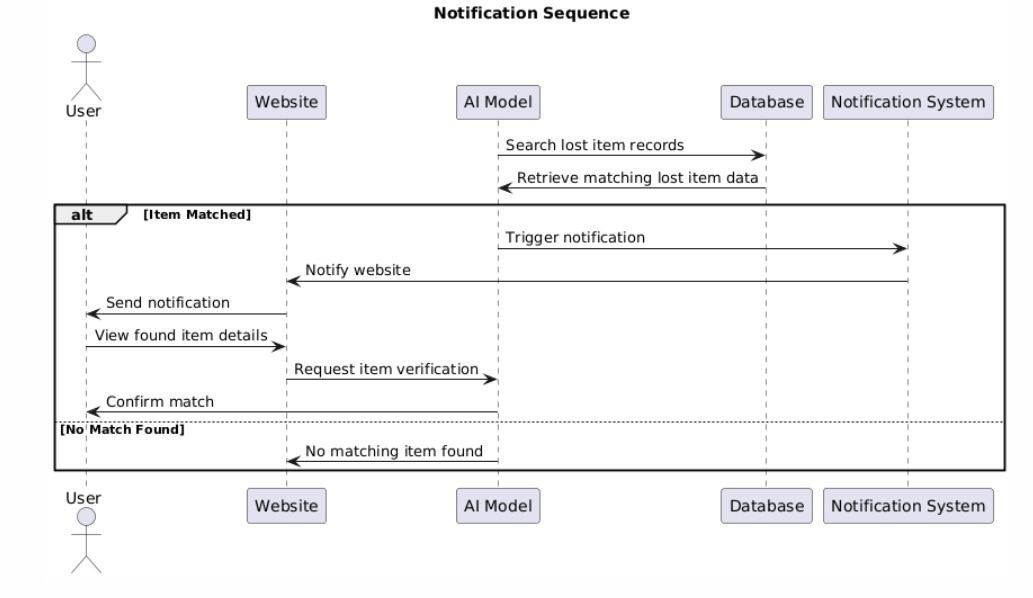 Notification Sequence
User
Website
AI Model
Database
Notification System
Search lost item records
Retrieve matching lost item data
alt
[Item Matched]
Trigger notification
Notify website
Send notification
View found item details
Request item verification
Confirm match
[No Match Found]
No matching item found
User
Website
AI Model
Database
Notification System